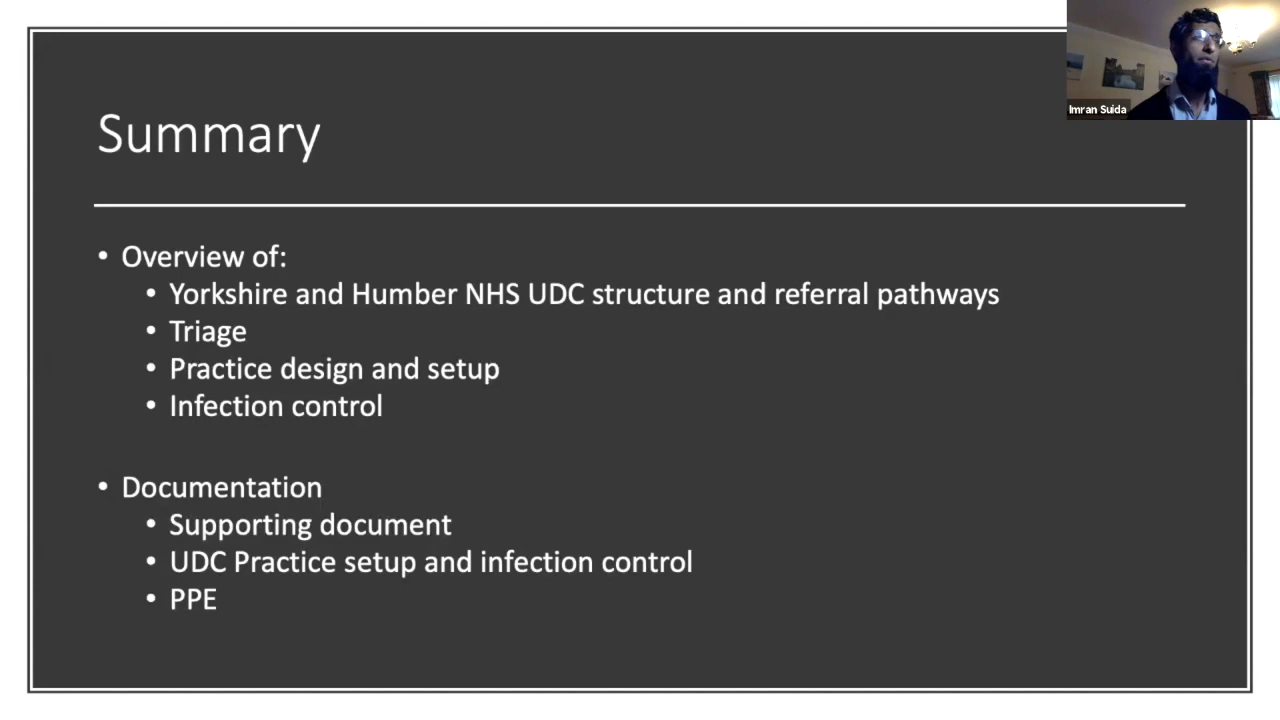 Summary
Imran Suida
• Overview of:
• Yorkshire and Humber NHS UDC structure and referral pathways
• Triage
• Practice design and setup
• Infection control
• Documentation
• Supporting document
• UDC Practice setup and infection control
• PPE